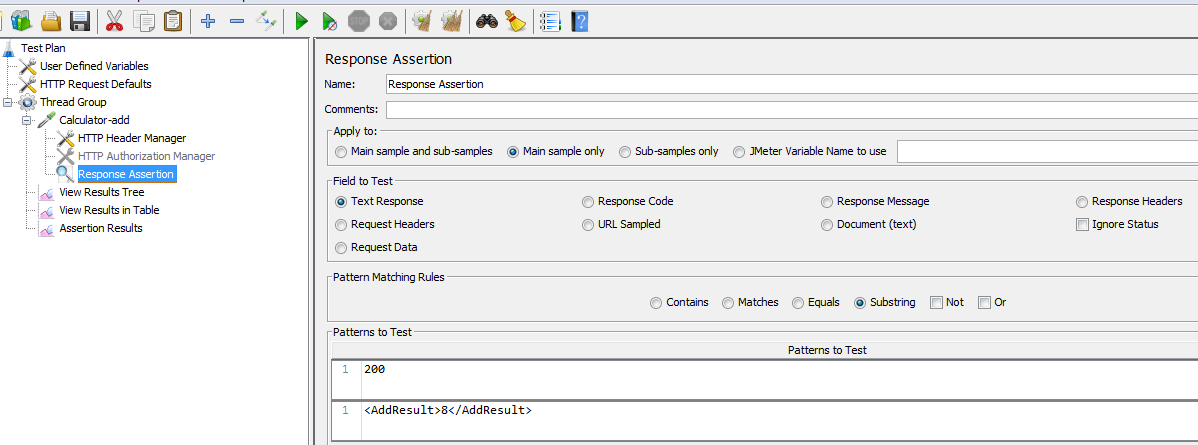 Test Plan
User Defined Variables
HTTP Request Defaults
Thread Group
Calculator-add
HTTP Header Manager
HTTP Authorization Manager
Response Assertion
View Results Tree
View Results in Table
Assertion Results
Response Assertion
Name: Response Assertion
Comments:
Apply to:
Main sample and sub-samples Main sample only Sub-samples only JMeter Variable Name to use
Field to Test
Text Response Response Code Response Message Response Headers
Request Headers URL Sampled Document (text) Ignore Status
Request Data
Pattern Matching Rules
Contains Matches Equals Substring Not Or
Patterns to Test
Patterns to Test
1 200
1 <AddResult>8</AddResult>